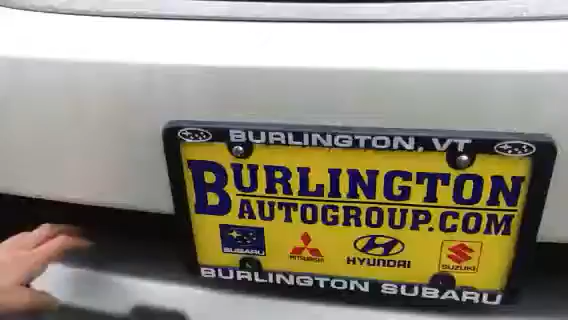 BURLINGTON, VT
BURLINGTON
AUTOGROUP.COM
SUBARU MITSUBISHI HYUNDAI SUZUKI
BURLINGTON SUBARU